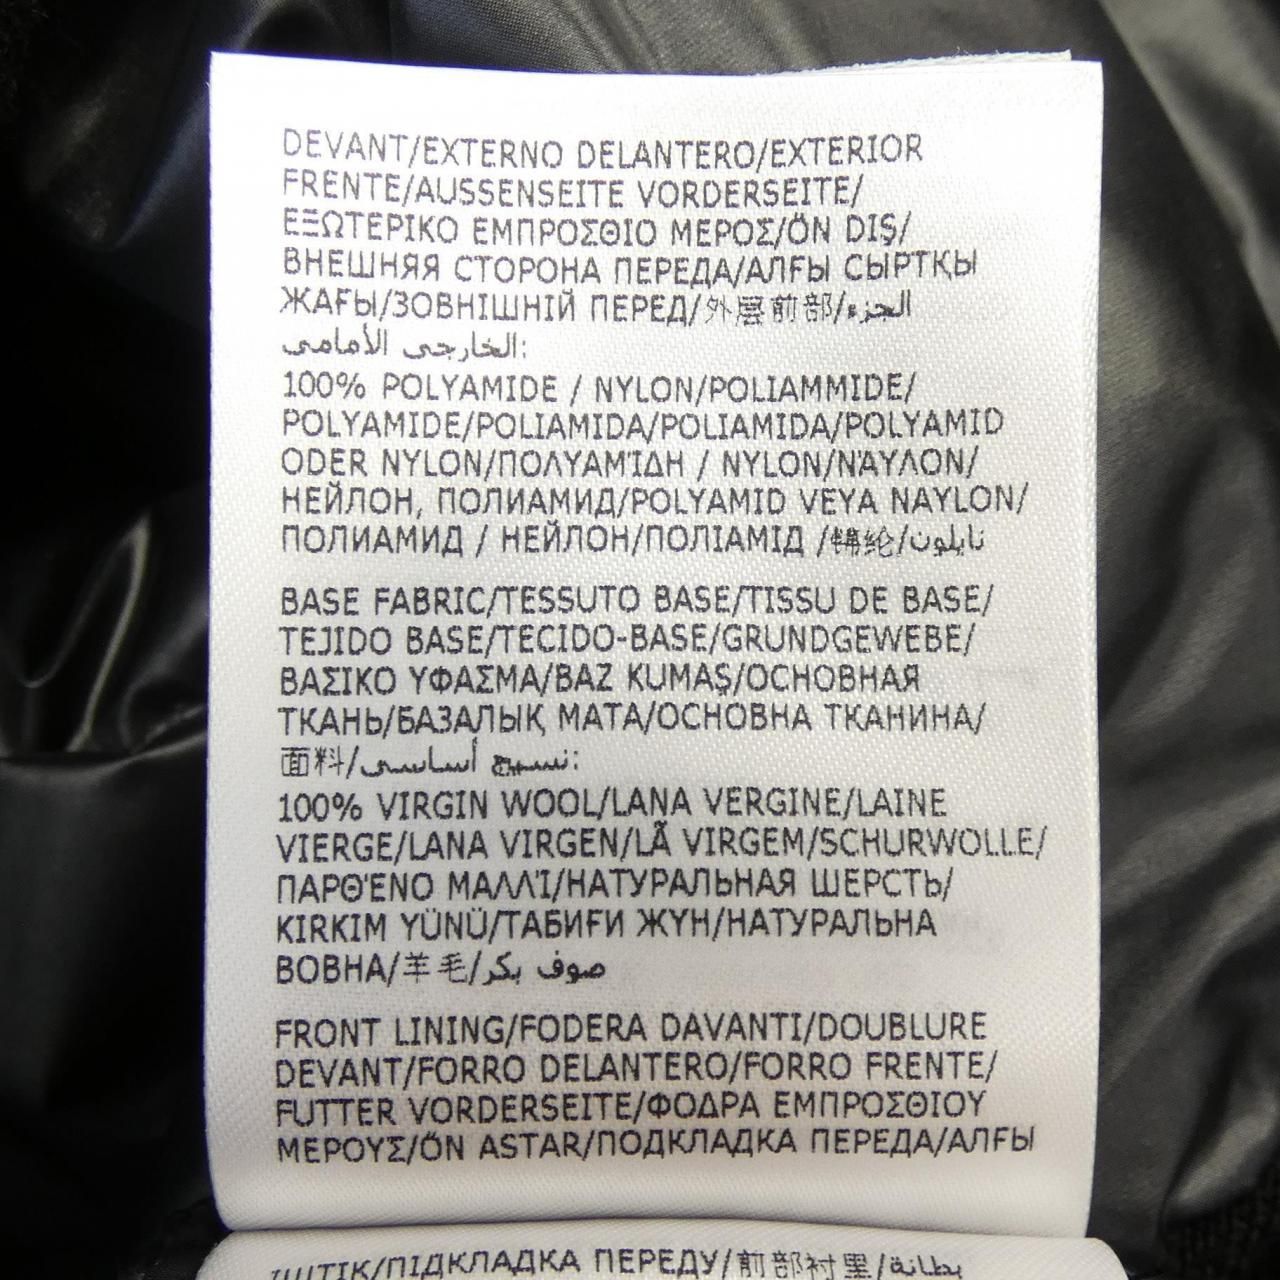 DEVANT/EXTERNO DELANTERO/EXTERIOR
FRENTE/AUSSENSEITE VORDERSEITE/
ΕΞΩΤΕΡΙΚΟ ΕΜΠΡΟΣΘΙΟ ΜΕΡΟΣ/ÖN DIŞ/
ВНЕШНЯЯ СТОРОНА ПЕРЕДА/АЛҒЫ СЫРТҚЫ
ЖАҒЫ/ЗОВНІШНІЙ ПЕРЕД/外层前部/الجزء
الخارجي الأمامي:
100% POLYAMIDE / NYLON/POLIAMMIDE/
POLYAMIDE/POLIAMIDA/POLIAMIDA/POLYAMID
ODER NYLON/ΠΟΛΥΑΜΊΔΗ / NYLON/ΝΆΥΛΟΝ/
НЕЙЛОН, ПОЛИАМИД/POLYAMID VEYA NAYLON/
ПОЛИАМИД / НЕЙЛОН/ПОЛІАМІД /锦纶/نايلون
BASE FABRIC/TESSUTO BASE/TISSU DE BASE/
TEJIDO BASE/TECIDO-BASE/GRUNDGEWEBE/
ΒΑΣΙΚΟ ΥΦΑΣΜΑ/BAZ KUMAŞ/ОСНОВНАЯ
ТКАНЬ/БАЗАЛЫҚ МАТА/ОСНОВНА ТКАНИНА/
面料/نسيج أساسي:
100% VIRGIN WOOL/LANA VERGINE/LAINE
VIERGE/LANA VIRGEN/LÃ VIRGEM/SCHURWOLLE/
ΠΑΡΘΈΝΟ ΜΑΛΛΊ/НАТУРАЛЬНАЯ ШЕРСТЬ/
KIRKIM YÜNÜ/ТАБИҒИ ЖҮН/НАТУРАЛЬНА
ВОВНА/羊毛/صوف بكر
FRONT LINING/FODERA DAVANTI/DOUBLURE
DEVANT/FORRO DELANTERO/FORRO FRENTE/
FUTTER VORDERSEITE/ΦΟΔΡΑ ΕΜΠΡΟΣΘΙΟΥ
ΜΕΡΟΥΣ/ÖN ASTAR/ПОДКЛАДКА ПЕРЕДА/АЛҒЫ
ІШТІК/ПІДКЛАДКА ПЕРЕДУ/前部衬里/بطانة